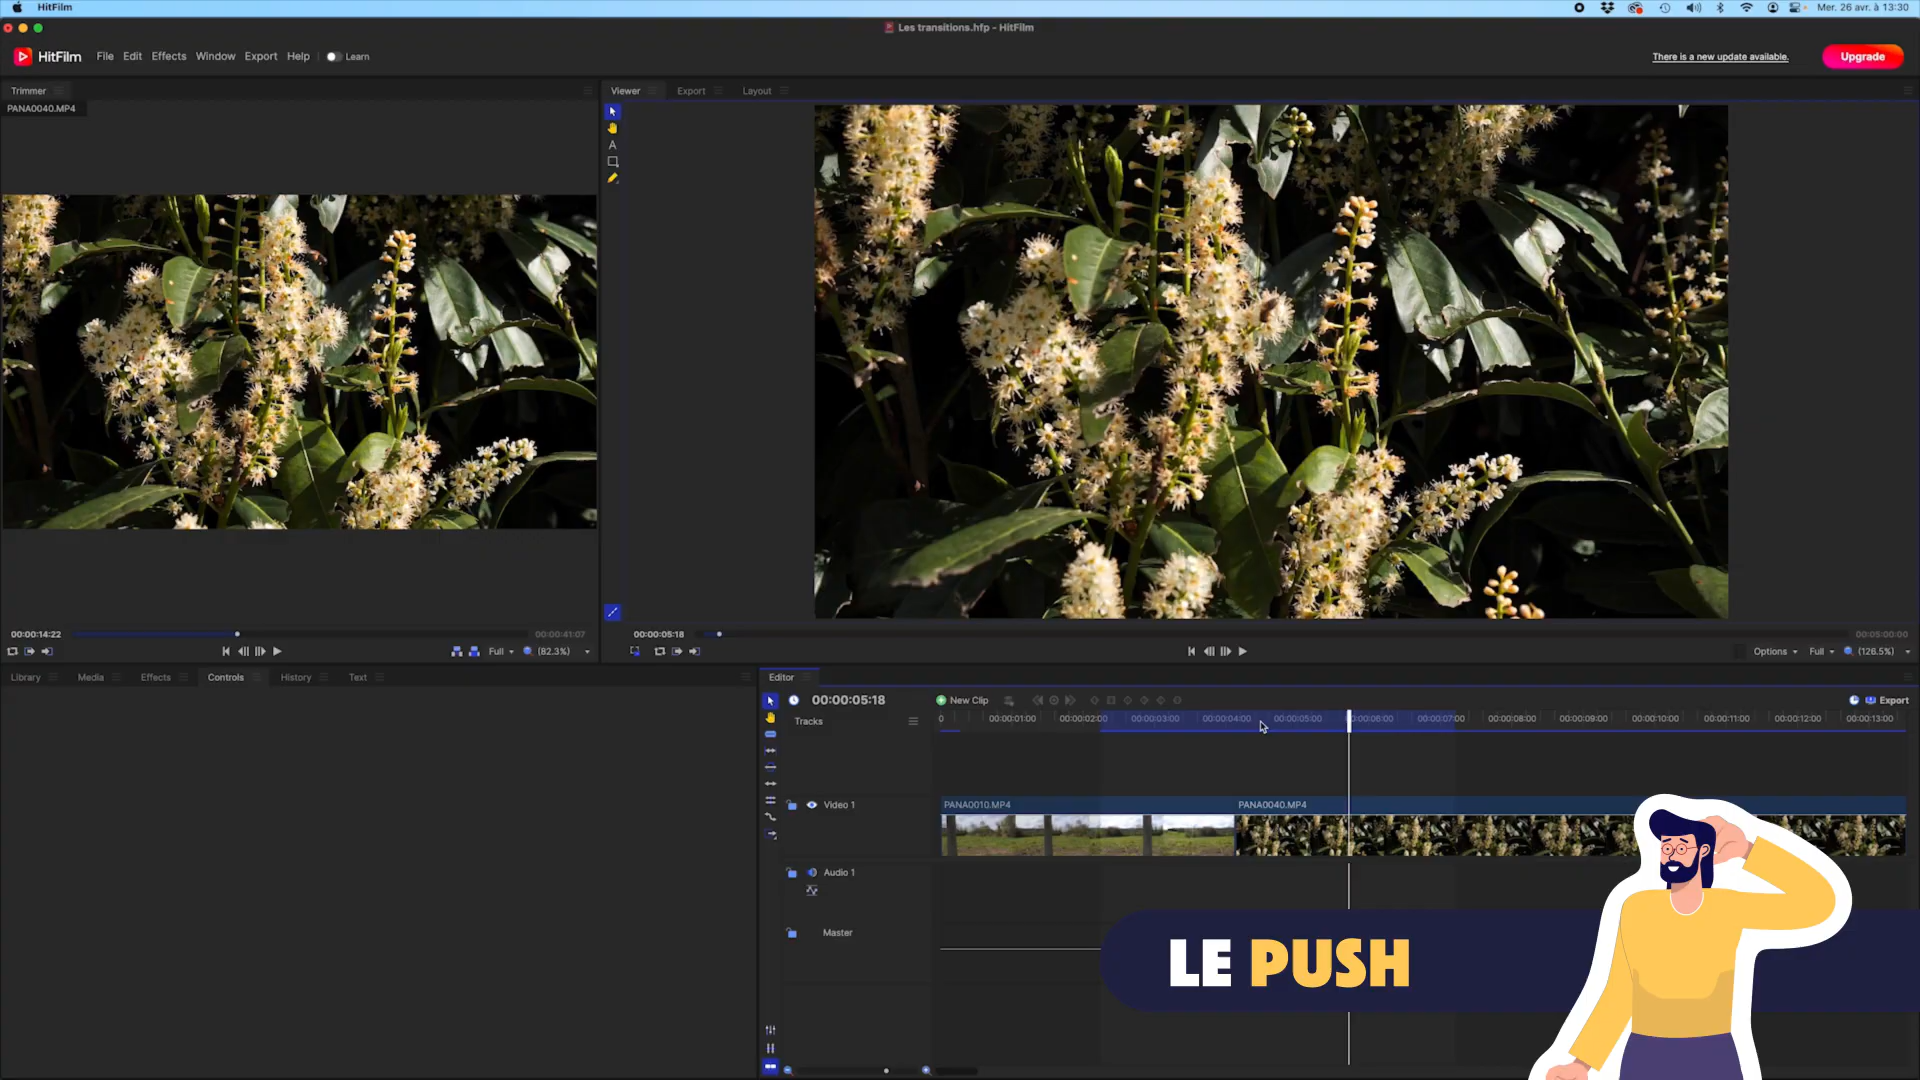 HitFilm
Mer. 26 avr. à 13:30
Les transitions.hfp - HitFilm
HitFilm File Edit Effects Window Export Help Learn
There is a new update available.
Upgrade
Trimmer
PANA0040.MP4
Viewer Export Layout
A
00:00:14:22
00:00:41:07
Full (82.3%)
00:00:05:18
00:05:00:00
Options Full (126.5%)
Library Media Effects Controls History Text
Editor
00:00:05:18
New Clip
Export
Tracks
0 00:00:01:00 00:00:02:00 00:00:03:00 00:00:04:00 00:00:05:00 00:00:06:00 00:00:07:00 00:00:08:00 00:00:09:00 00:00:10:00 00:00:11:00 00:00:12:00 00:00:13:00
Video 1
PANA0010.MP4
PANA0040.MP4
Audio 1
Master
LE PUSH